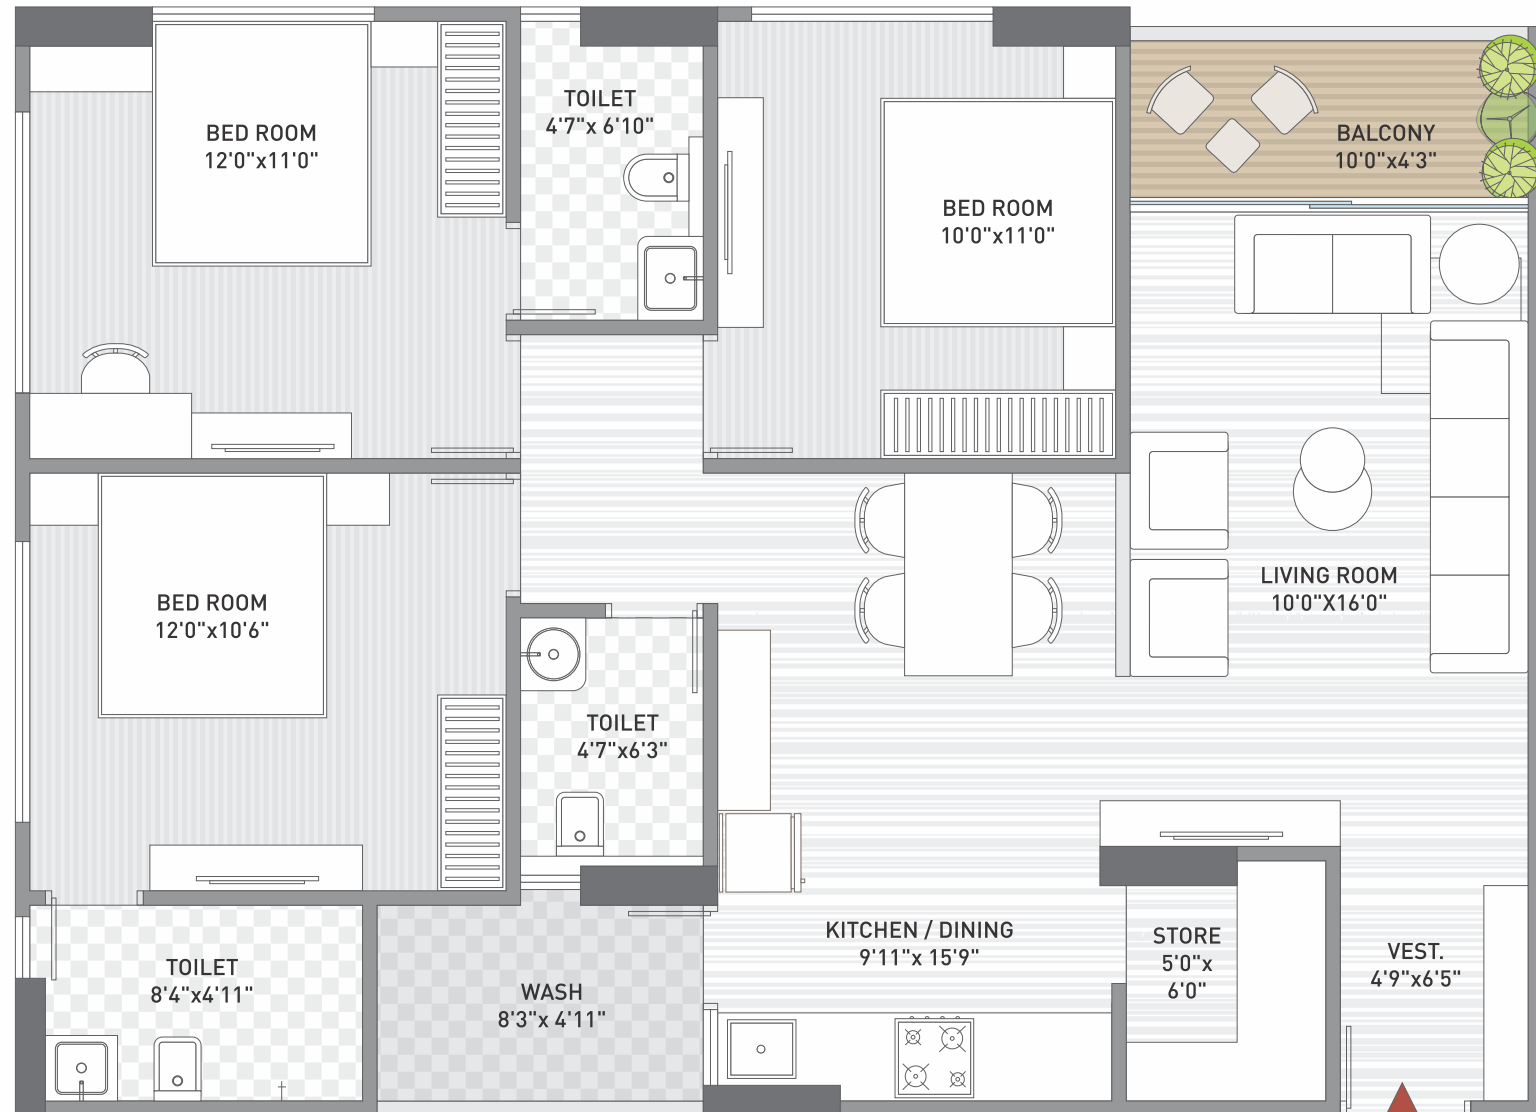 BED ROOM
12'0"x11'0"
TOILET
4'7"x 6'10"
BED ROOM
10'0"x11'0"
BALCONY
10'0"x4'3"
BED ROOM
12'0"x10'6"
TOILET
4'7"x6'3"
LIVING ROOM
10'0"X16'0"
TOILET
8'4"x4'11"
WASH
8'3"x 4'11"
KITCHEN / DINING
9'11"x 15'9"
STORE
5'0"x
6'0"
VEST.
4'9"x6'5"